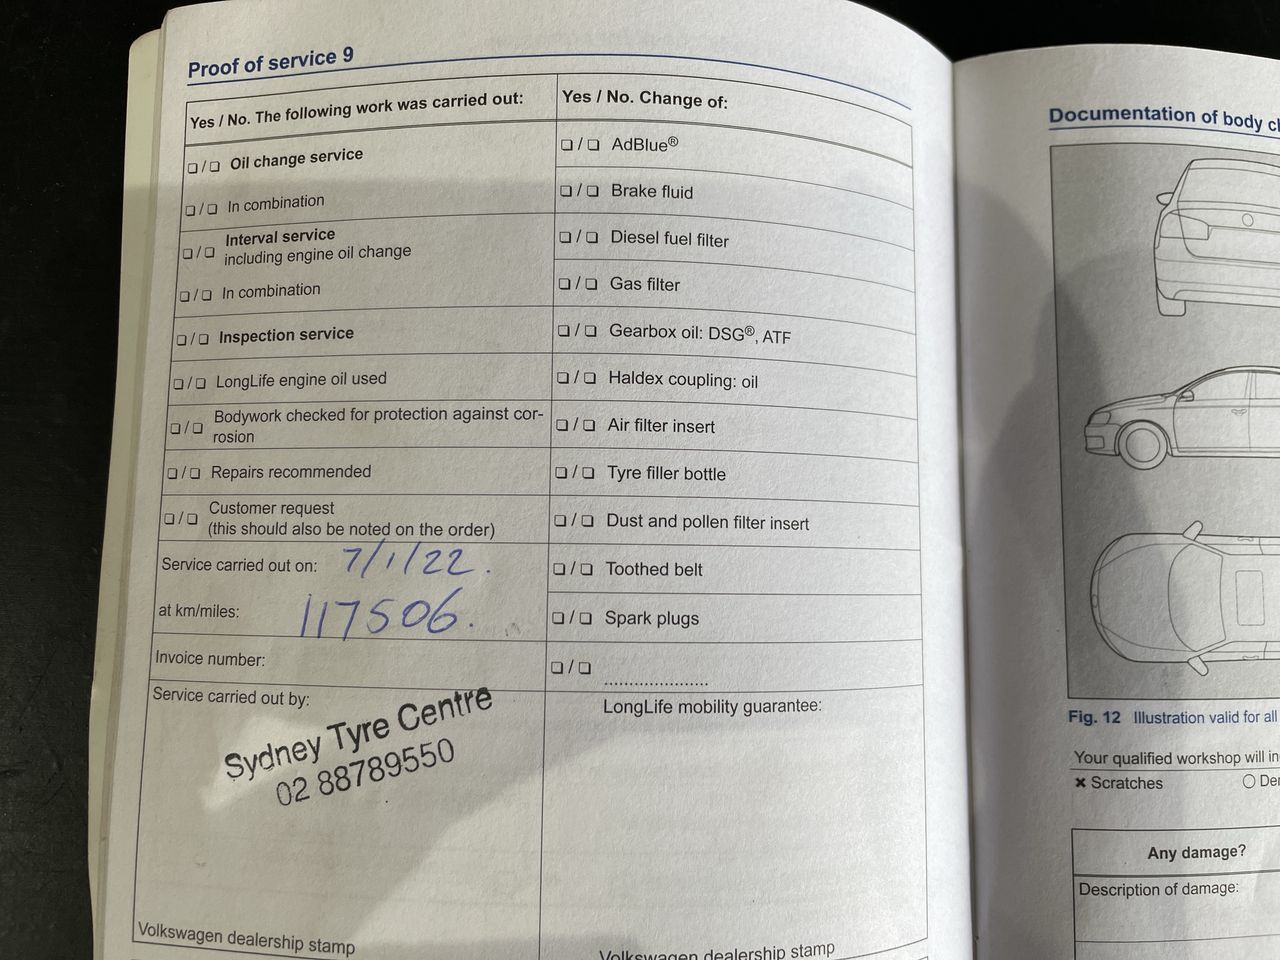 Proof of service 9
Yes / No. The following work was carried out:
❏ / ❏ Oil change service
❏ / ❏ In combination
❏ / ❏ Interval service
including engine oil change
❏ / ❏ In combination
❏ / ❏ Inspection service
❏ / ❏ LongLife engine oil used
❏ / ❏ Bodywork checked for protection against cor-
rosion
❏ / ❏ Repairs recommended
❏ / ❏ Customer request
(this should also be noted on the order)
Service carried out on: 7/1/22.
at km/miles: 117506.
Invoice number:
Service carried out by:
Sydney Tyre Centre
02 88789550
Volkswagen dealership stamp
Yes / No. Change of:
❏ / ❏ AdBlue®
❏ / ❏ Brake fluid
❏ / ❏ Diesel fuel filter
❏ / ❏ Gas filter
❏ / ❏ Gearbox oil: DSG®, ATF
❏ / ❏ Haldex coupling: oil
❏ / ❏ Air filter insert
❏ / ❏ Tyre filler bottle
❏ / ❏ Dust and pollen filter insert
❏ / ❏ Toothed belt
❏ / ❏ Spark plugs
❏ / ❏ .....................
LongLife mobility guarantee:
Volkswagen dealership stamp
Documentation of body
Fig. 12 Illustration valid for all
Your qualified workshop will
✖ Scratches
Any damage?
Description of damage: